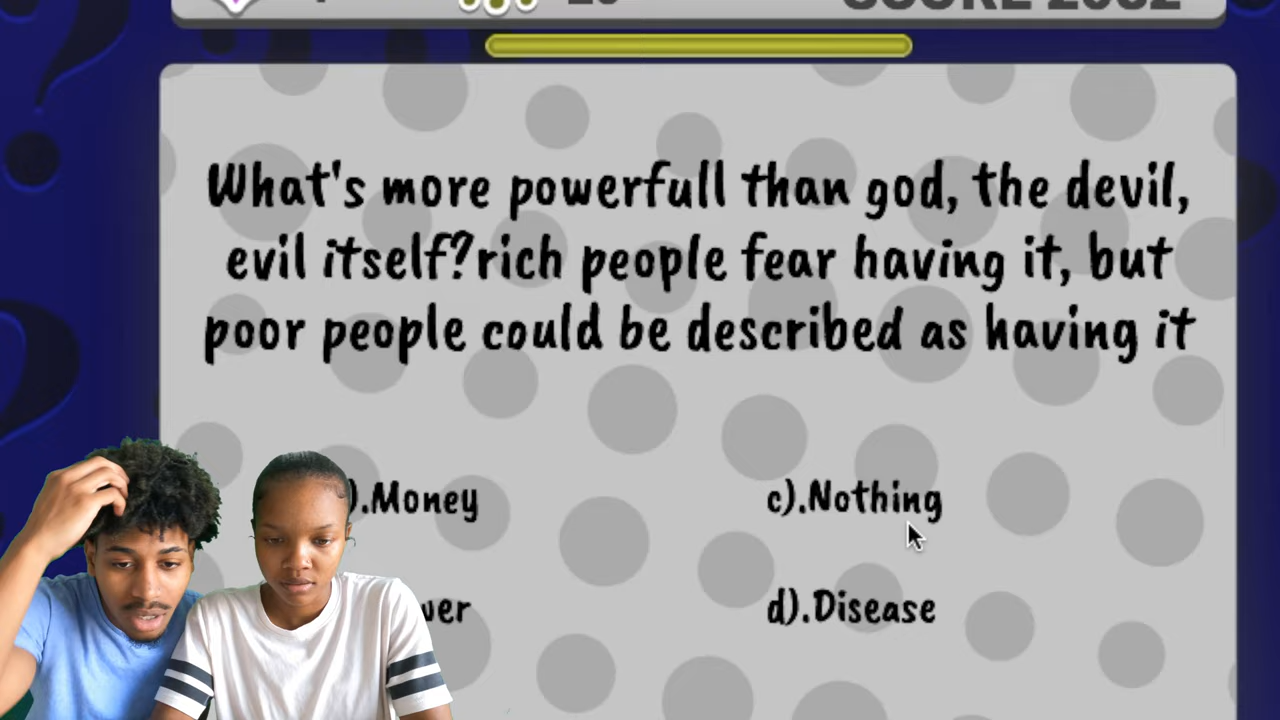 SCORE
What's more powerfull than god, the devil,
evil itself?rich people fear having it, but
poor people could be described as having it
).Money
c).Nothing
d).Disease